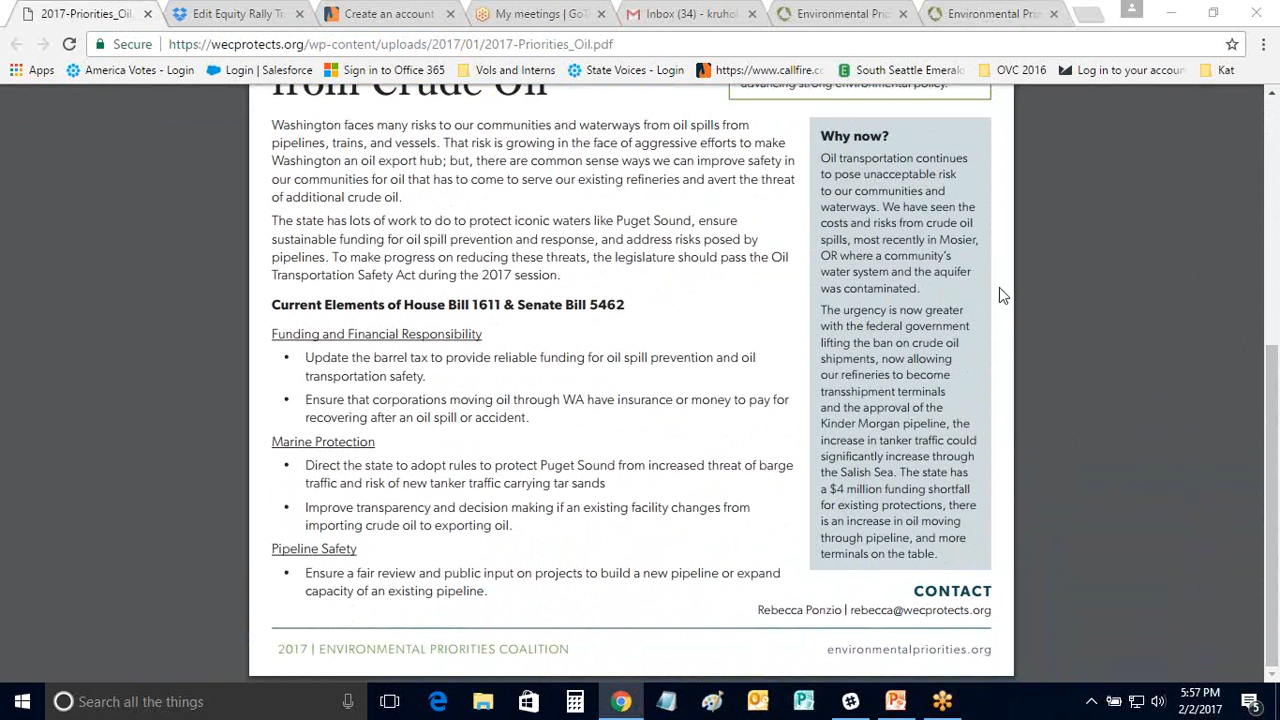 2017-Priorities_Oil.
Edit Equity Rally Tr
Create an account
My meetings | GoT
Inbox (34) - kruhol
Environmental Pric
Environmental Prin
Secure
https://wecprotects.org/wp-content/uploads/2017/01/2017-Priorities_Oil.pdf
Apps
America Votes - Login
Login | Salesforce
Sign in to Office 365
Vols and Interns
State Voices - Login
https://www.callfire.cc
South Seattle Emerald
OVC 2016
Log in to your accoun
Kat
from Crude Oil
advancing strong environmental policy.
Washington faces many risks to our communities and waterways from oil spills from
pipelines, trains, and vessels. That risk is growing in the face of aggressive efforts to make
Washington an oil export hub; but, there are common sense ways we can improve safety in
our communities for oil that has to come to serve our existing refineries and avert the threat
of additional crude oil.
The state has lots of work to do to protect iconic waters like Puget Sound, ensure
sustainable funding for oil spill prevention and response, and address risks posed by
pipelines. To make progress on reducing these threats, the legislature should pass the Oil
Transportation Safety Act during the 2017 session.
Current Elements of House Bill 1611 & Senate Bill 5462
Funding and Financial Responsibility
• Update the barrel tax to provide reliable funding for oil spill prevention and oil
transportation safety.
• Ensure that corporations moving oil through WA have insurance or money to pay for
recovering after an oil spill or accident.
Marine Protection
• Direct the state to adopt rules to protect Puget Sound from increased threat of barge
traffic and risk of new tanker traffic carrying tar sands
• Improve transparency and decision making if an existing facility changes from
importing crude oil to exporting oil.
Pipeline Safety
• Ensure a fair review and public input on projects to build a new pipeline or expand
capacity of an existing pipeline.
Why now?
Oil transportation continues
to pose unacceptable risk
to our communities and
waterways. We have seen the
costs and risks from crude oil
spills, most recently in Mosier,
OR where a community's
water system and the aquifer
was contaminated.
The urgency is now greater
with the federal government
lifting the ban on crude oil
shipments, now allowing
our refineries to become
transshipment terminals
and the approval of the
Kinder Morgan pipeline, the
increase in tanker traffic could
significantly increase through
the Salish Sea. The state has
a $4 million funding shortfall
for existing protections, there
is an increase in oil moving
through pipeline, and more
terminals on the table.
CONTACT
Rebecca Ponzio | rebecca@wecprotects.org
2017 | ENVIRONMENTAL PRIORITIES COALITION
environmentalpriorities.org
Search all the things
5:57 PM
2/2/2017
5